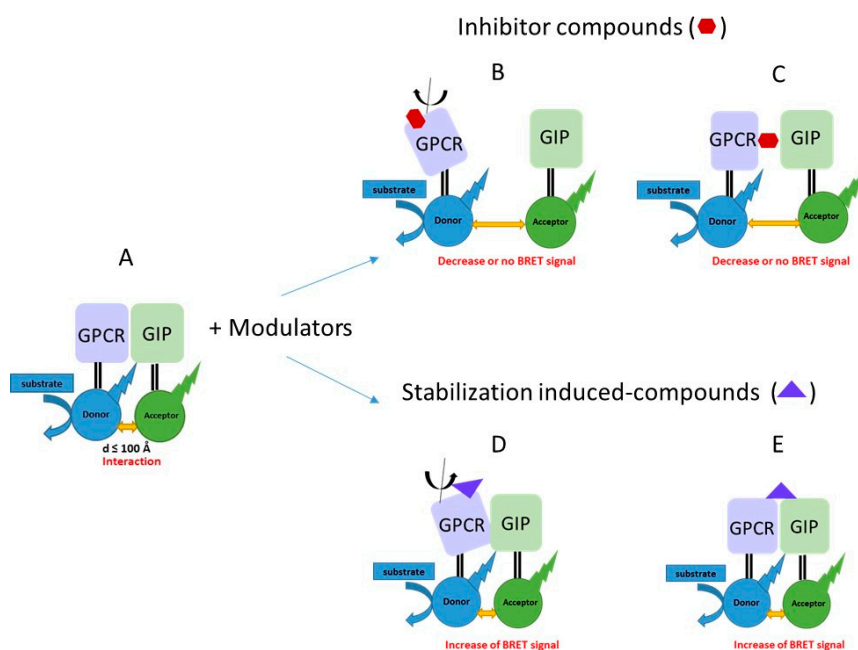 Inhibitor compounds ( )
B
C
GPCR
GIP
substrate
Donor
Acceptor
Decrease or no BRET signal
GPCR
GIP
substrate
Donor
Acceptor
Decrease or no BRET signal
A
GPCR
GIP
substrate
Donor
Acceptor
d ≤ 100 Å
Interaction
+ Modulators
Stabilization induced-compounds ( )
D
E
GPCR
GIP
substrate
Donor
Acceptor
Increase of BRET signal
GPCR
GIP
substrate
Donor
Acceptor
Increase of BRET signal